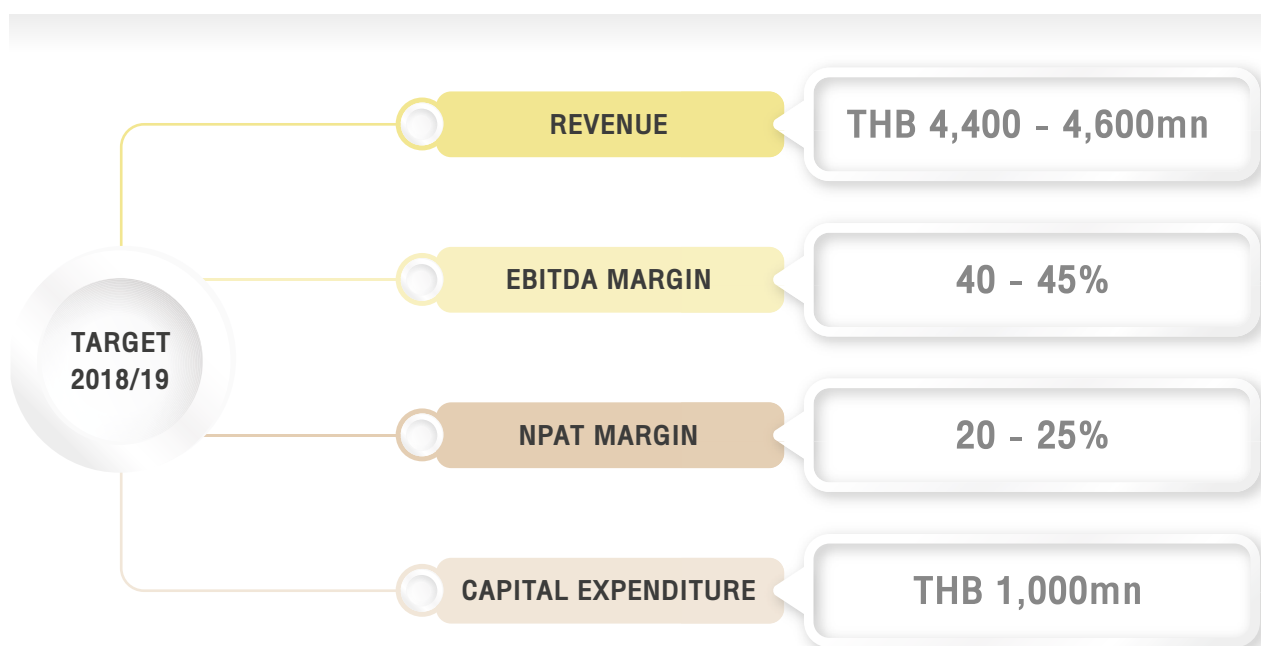 REVENUE
THB 4,400 - 4,600mn
EBITDA MARGIN
40 - 45%
TARGET
2018/19
NPAT MARGIN
20 - 25%
CAPITAL EXPENDITURE
THB 1,000mn